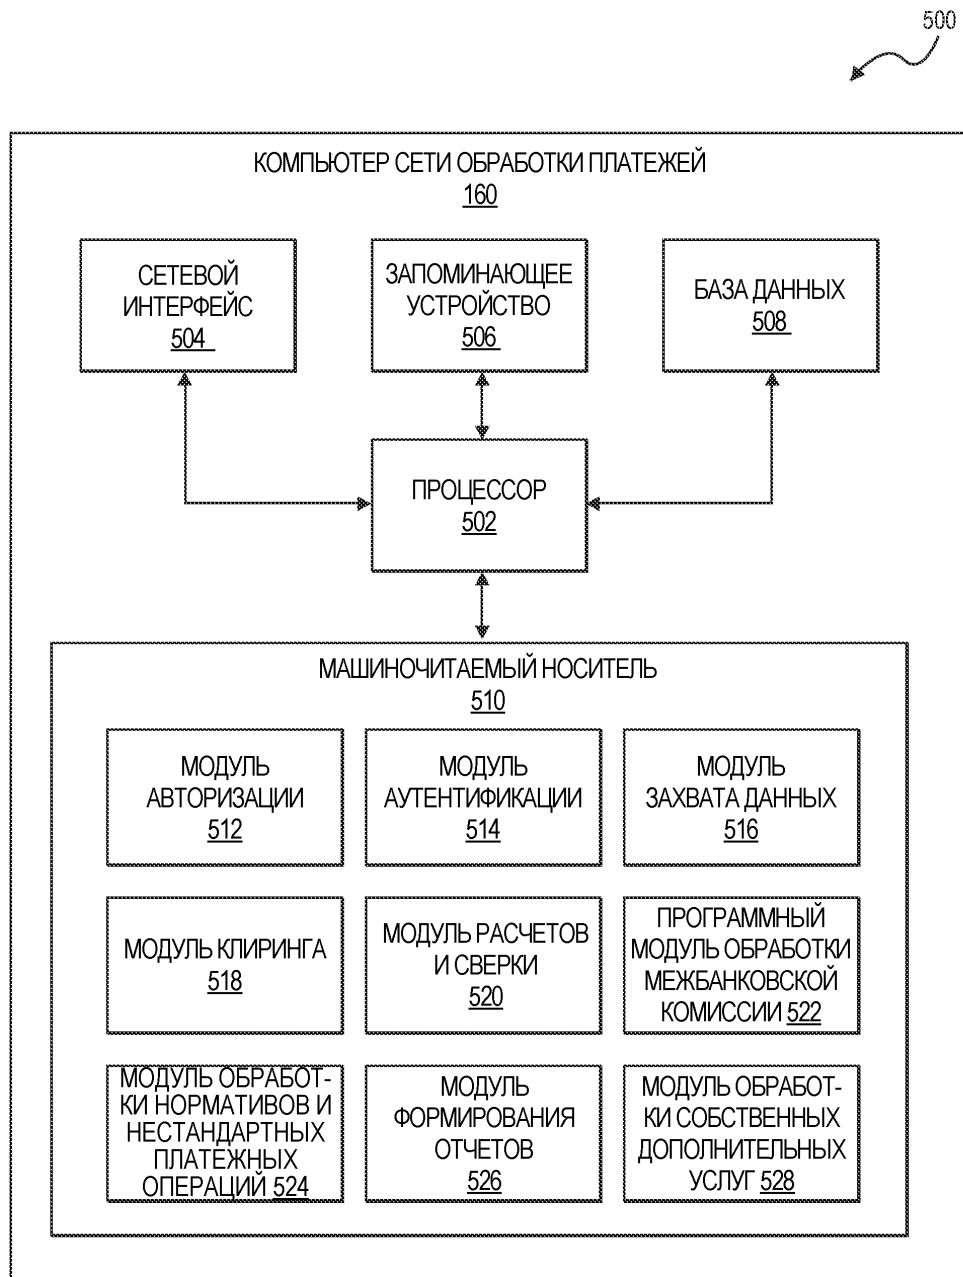 500
КОМПЬЮТЕР СЕТИ ОБРАБОТКИ ПЛАТЕЖЕЙ
160
СЕТЕВОЙ
ИНТЕРФЕЙС
504
ЗАПОМИНАЮЩЕЕ
УСТРОЙСТВО
506
БАЗА ДАННЫХ
508
ПРОЦЕССОР
502
МАШИНОЧИТАЕМЫЙ НОСИТЕЛЬ
510
МОДУЛЬ
АВТОРИЗАЦИИ
512
МОДУЛЬ
АУТЕНТИФИКАЦИИ
514
МОДУЛЬ
ЗАХВАТА ДАННЫХ
516
МОДУЛЬ КЛИРИНГА
518
МОДУЛЬ РАСЧЕТОВ
И СВЕРКИ
520
ПРОГРАММНЫЙ
МОДУЛЬ ОБРАБОТКИ
МЕЖБАНКОВСКОЙ
КОМИССИИ 522
МОДУЛЬ ОБРАБОТ-
КИ НОРМАТИВОВ И
НЕСТАНДАРТНЫХ
ПЛАТЕЖНЫХ
ОПЕРАЦИЙ 524
МОДУЛЬ
ФОРМИРОВАНИЯ
ОТЧЕТОВ
526
МОДУЛЬ ОБРАБОТ-
КИ СОБСТВЕННЫХ
ДОПОЛНИТЕЛЬНЫХ
УСЛУГ 528